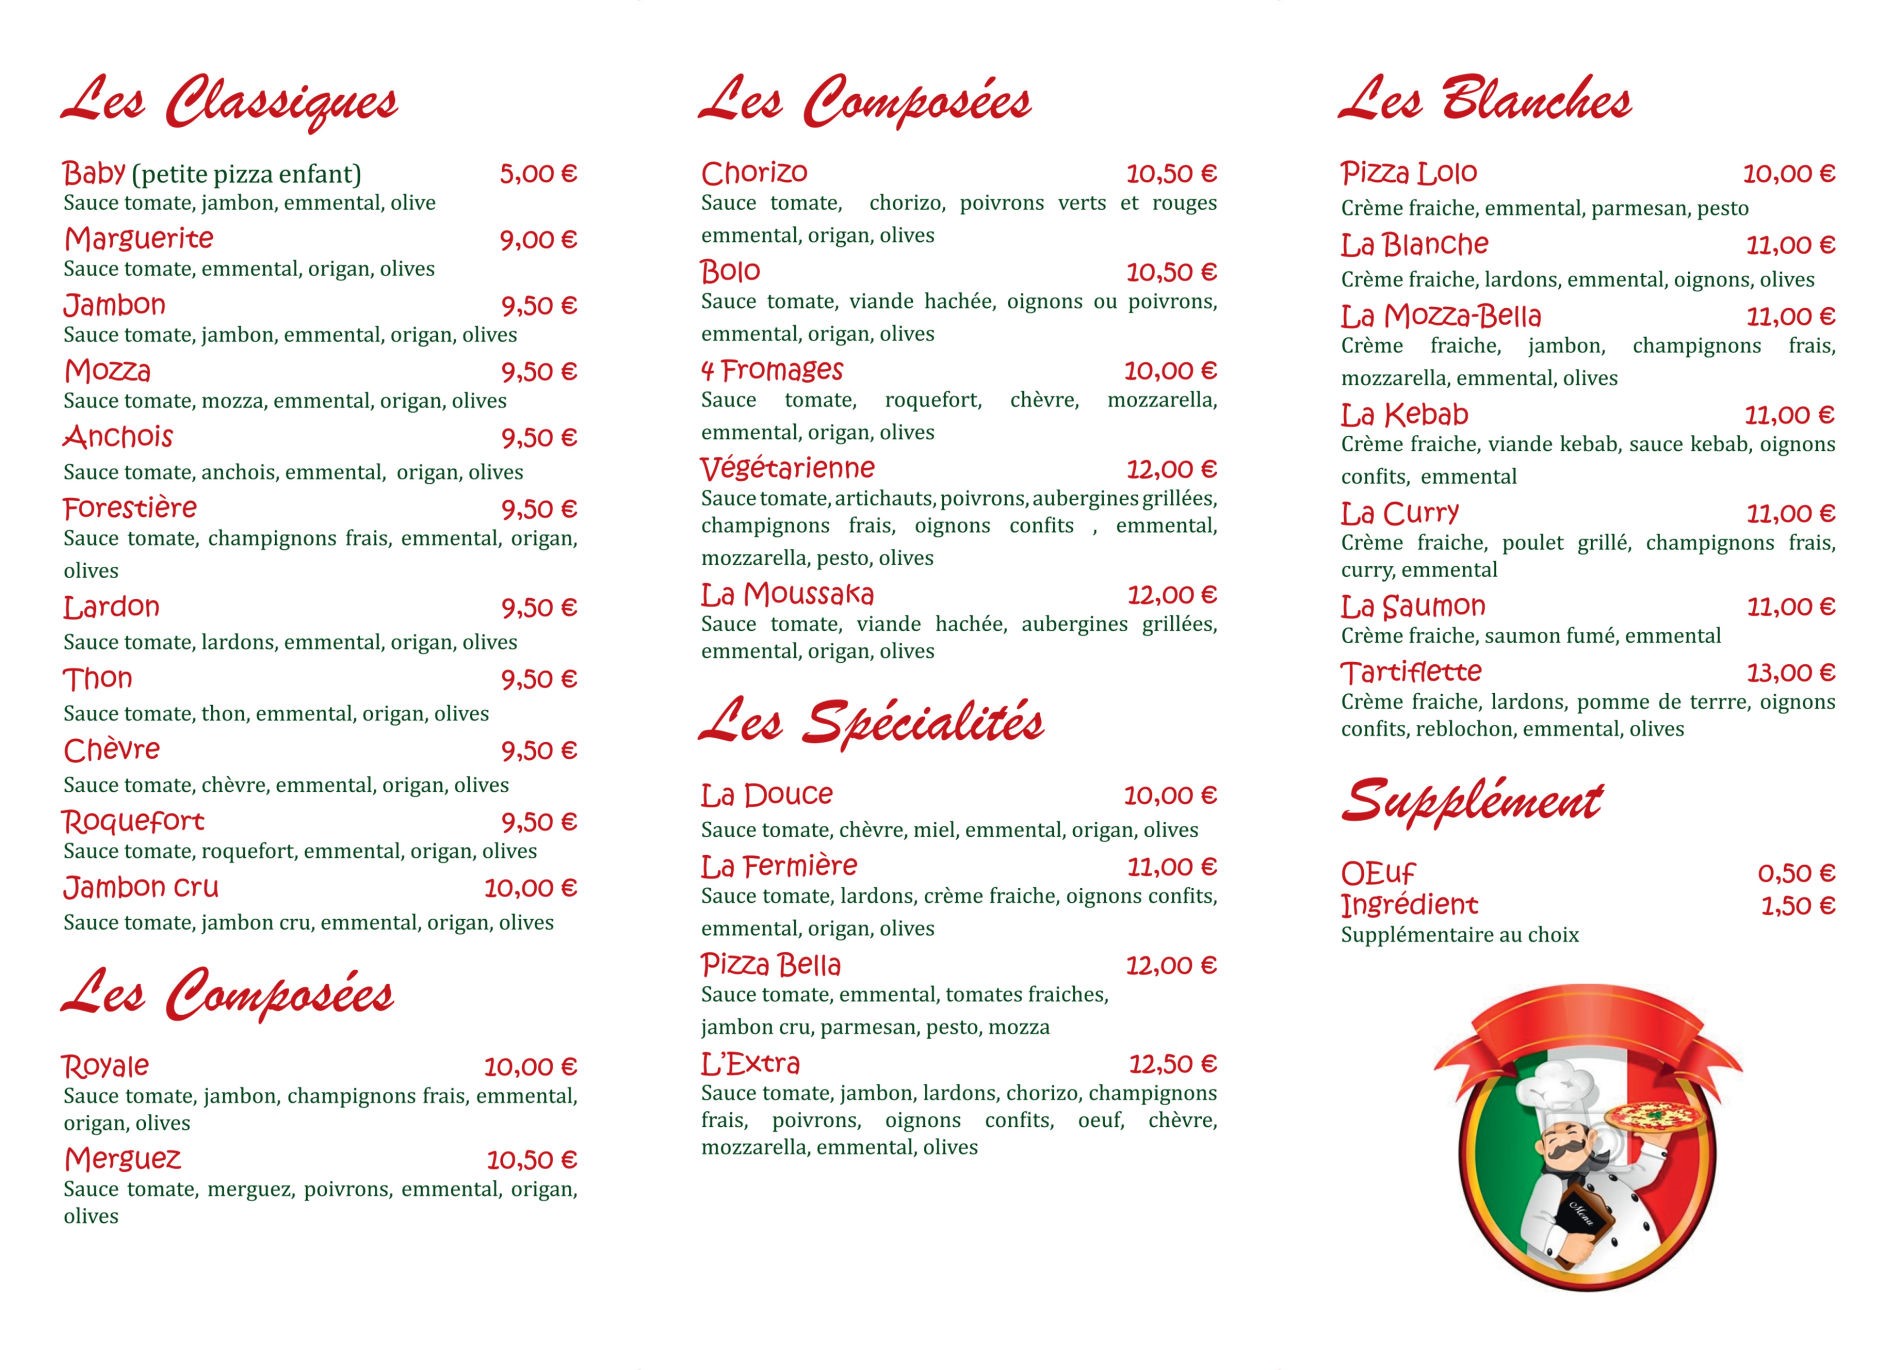 Les Classiques
Baby (petite pizza enfant) 5,00 €
Sauce tomate, jambon, emmental, olive
Marguerite 9,00 €
Sauce tomate, emmental, origan, olives
Jambon 9,50 €
Sauce tomate, jambon, emmental, origan, olives
Mozza 9,50 €
Sauce tomate, mozza, emmental, origan, olives
Anchois 9,50 €
Sauce tomate, anchois, emmental, origan, olives
Forestière 9,50 €
Sauce tomate, champignons frais, emmental, origan,
olives
Lardon 9,50 €
Sauce tomate, lardons, emmental, origan, olives
Thon 9,50 €
Sauce tomate, thon, emmental, origan, olives
Chèvre 9,50 €
Sauce tomate, chèvre, emmental, origan, olives
Roquefort 9,50 €
Sauce tomate, roquefort, emmental, origan, olives
Jambon cru 10,00 €
Sauce tomate, jambon cru, emmental, origan, olives
Les Composées
Royale 10,00 €
Sauce tomate, jambon, champignons frais, emmental,
origan, olives
Merguez 10,50 €
Sauce tomate, merguez, poivrons, emmental, origan,
olives
Les Composées
Chorizo 10,50 €
Sauce tomate, chorizo, poivrons verts et rouges
emmental, origan, olives
Bolo 10,50 €
Sauce tomate, viande hachée, oignons ou poivrons,
emmental, origan, olives
4 Fromages 10,00 €
Sauce tomate, roquefort, chèvre, mozzarella,
emmental, origan, olives
Végétarienne 12,00 €
Sauce tomate, artichauts, poivrons, aubergines grillées,
champignons frais, oignons confits , emmental,
mozzarella, pesto, olives
La Moussaka 12,00 €
Sauce tomate, viande hachée, aubergines grillées,
emmental, origan, olives
Les Spécialités
La Douce 10,00 €
Sauce tomate, chèvre, miel, emmental, origan, olives
La Fermière 11,00 €
Sauce tomate, lardons, crème fraiche, oignons confits,
emmental, origan, olives
Pizza Bella 12,00 €
Sauce tomate, emmental, tomates fraiches,
jambon cru, parmesan, pesto, mozza
L'Extra 12,50 €
Sauce tomate, jambon, lardons, chorizo, champignons
frais, poivrons, oignons confits, oeuf, chèvre,
mozzarella, emmental, olives
Les Blanches
Pizza Lolo 10,00 €
Crème fraiche, emmental, parmesan, pesto
La Blanche 11,00 €
Crème fraiche, lardons, emmental, oignons, olives
La Mozza-Bella 11,00 €
Crème fraiche, jambon, champignons frais,
mozzarella, emmental, olives
La Kebab 11,00 €
Crème fraiche, viande kebab, sauce kebab, oignons
confits, emmental
La Curry 11,00 €
Crème fraiche, poulet grillé, champignons frais,
curry, emmental
La Saumon 11,00 €
Crème fraiche, saumon fumé, emmental
Tartiflette 13,00 €
Crème fraiche, lardons, pomme de terrre, oignons
confits, reblochon, emmental, olives
Supplément
OEuf 0,50 €
Ingrédient 1,50 €
Supplémentaire au choix
Menu